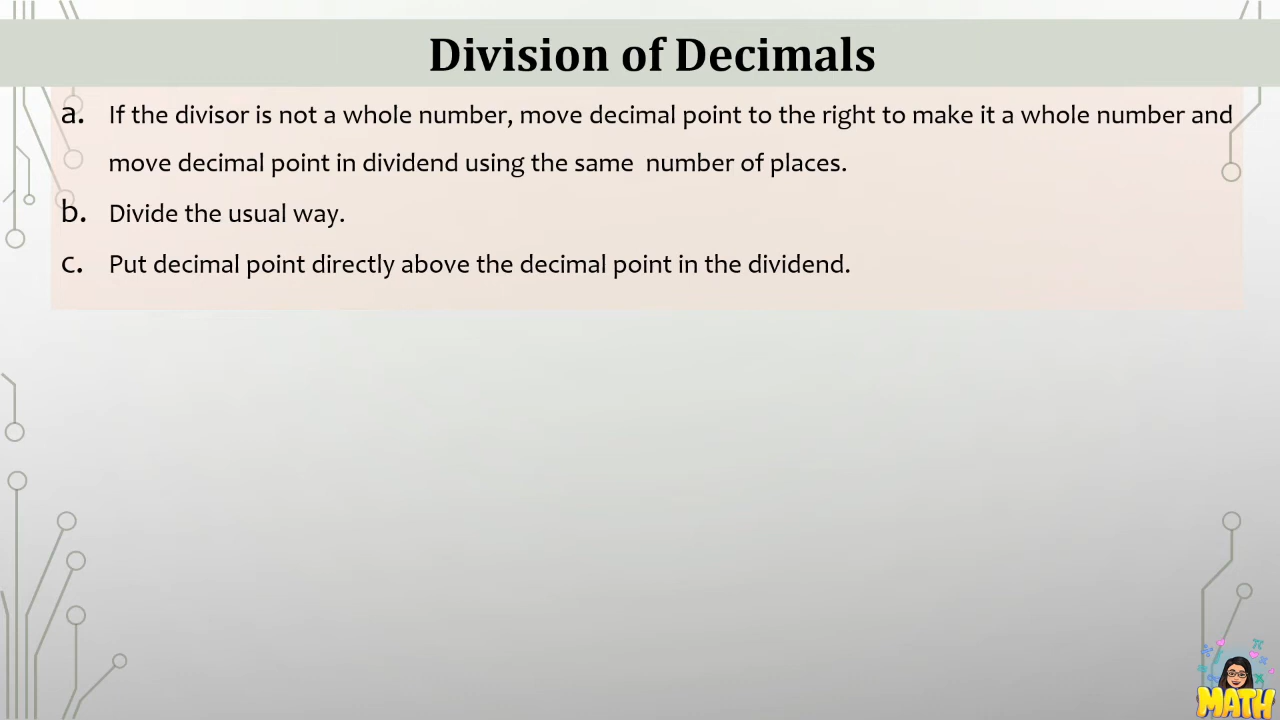 Division of Decimals
a. If the divisor is not a whole number, move decimal point to the right to make it a whole number and
move decimal point in dividend using the same  number of places.
b. Divide the usual way.
c. Put decimal point directly above the decimal point in the dividend.
MATH